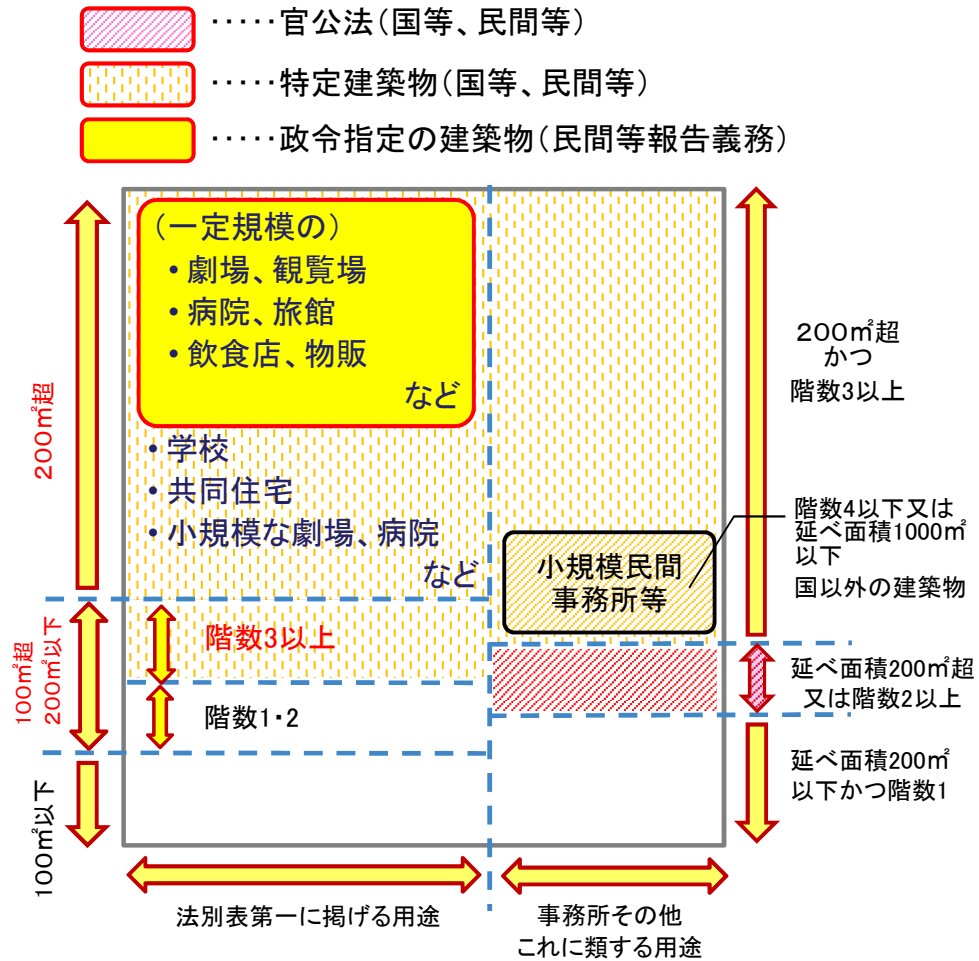 ‥‥‥官公法（国等、民間等）
‥‥‥特定建築物（国等、民間等）
‥‥‥政令指定の建築物（民間等報告義務）
（一定規模の）
・劇場、観覧場
・病院、旅館
・飲食店、物販
など
・学校
・共同住宅
・小規模な劇場、病院
など
階数3以上
階数1・2
小規模民間
事務所等
200㎡超
100㎡超
200㎡以下
100㎡以下
200㎡超
かつ
階数3以上
階数4以下又は
延べ面積1000㎡
以下
国以外の建築物
延べ面積200㎡超
又は階数2以上
延べ面積200㎡
以下かつ階数1
法別表第一に掲げる用途
事務所その他
これに類する用途